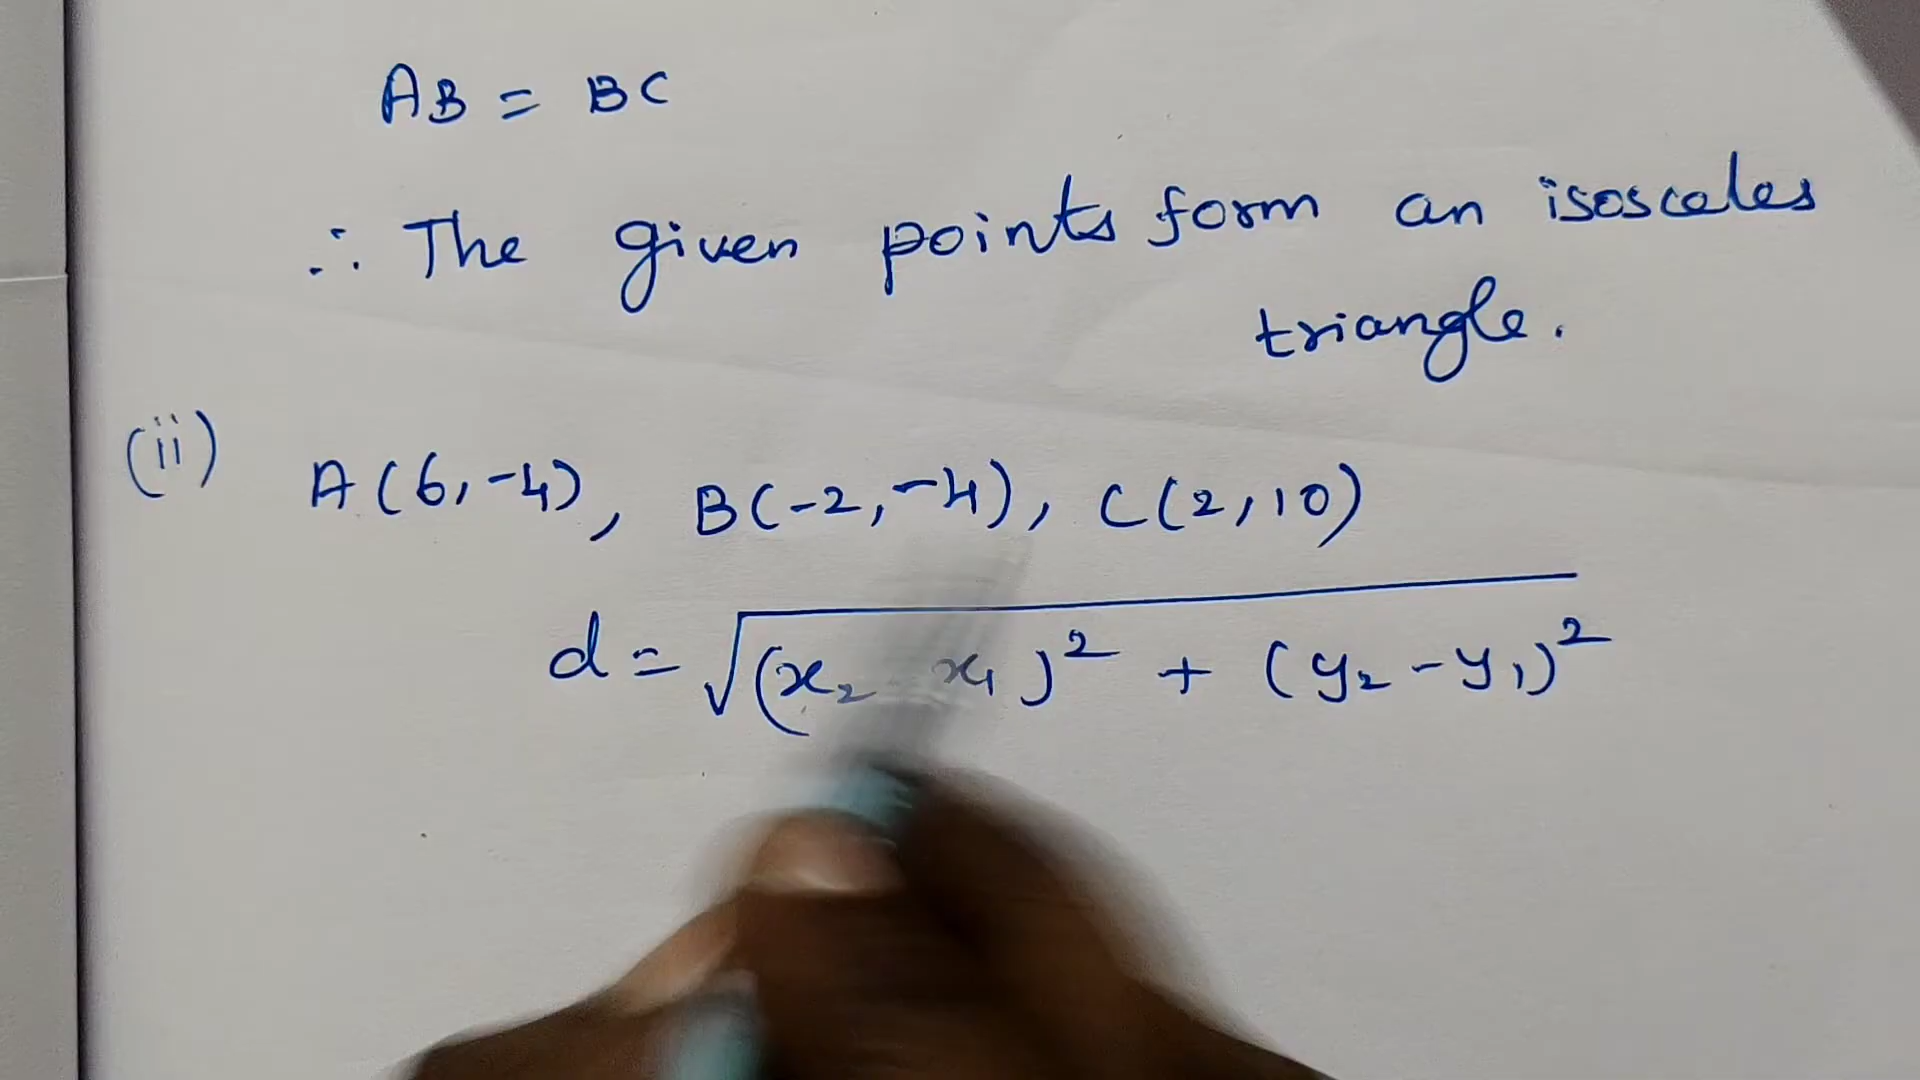 AB = BC
∴ The given points form an isosceles
triangle.
(ii) A(6,-4), B(-2,-4), C(2,10)
d = √(x₂ - x₁)² + (y₂ - y₁)²